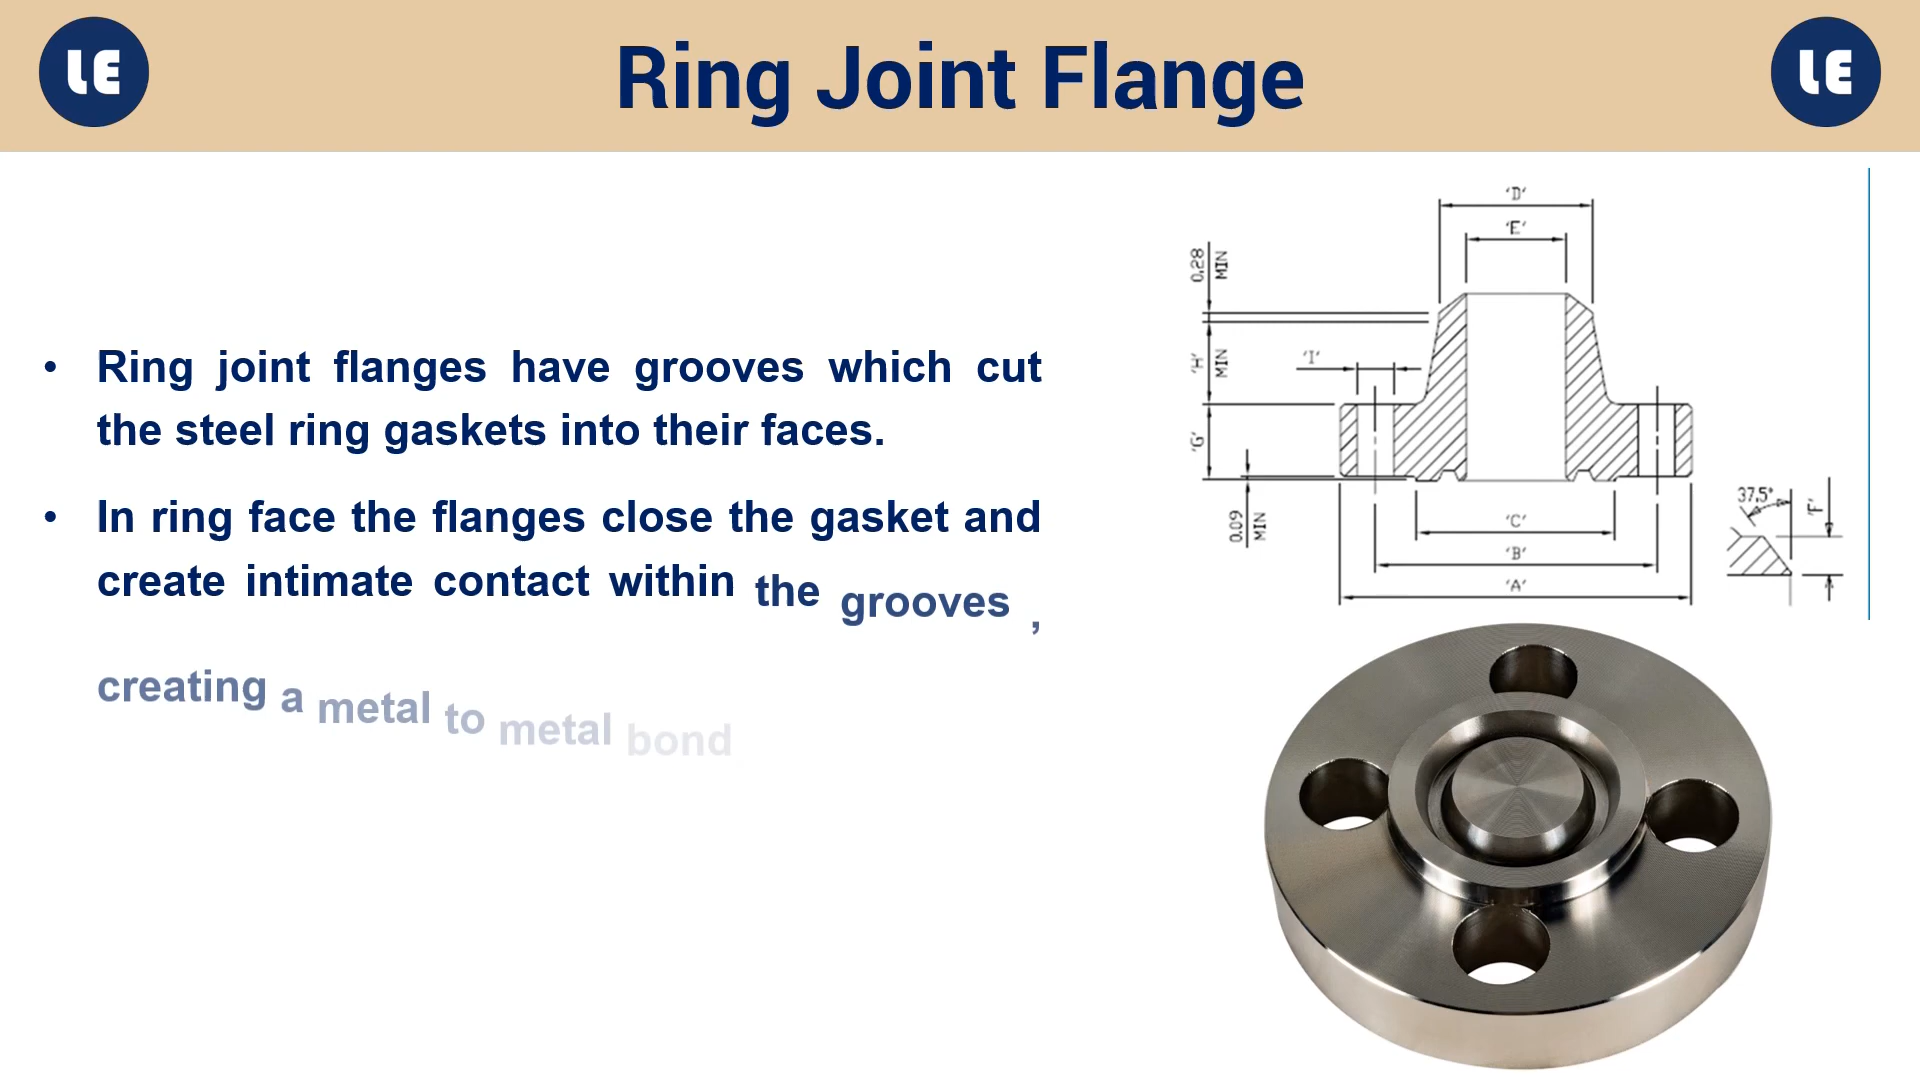 LE
Ring Joint Flange
LE
• Ring joint flanges have grooves which cut
the steel ring gaskets into their faces.
• In ring face the flanges close the gasket and
create intimate contact within the grooves ,
creating a metal to metal bond
'D'
'E'
0.28
MIN
'H'
MIN
'I'
'G'
0.09
MIN
'C'
'B'
'A'
37.5°
'F'